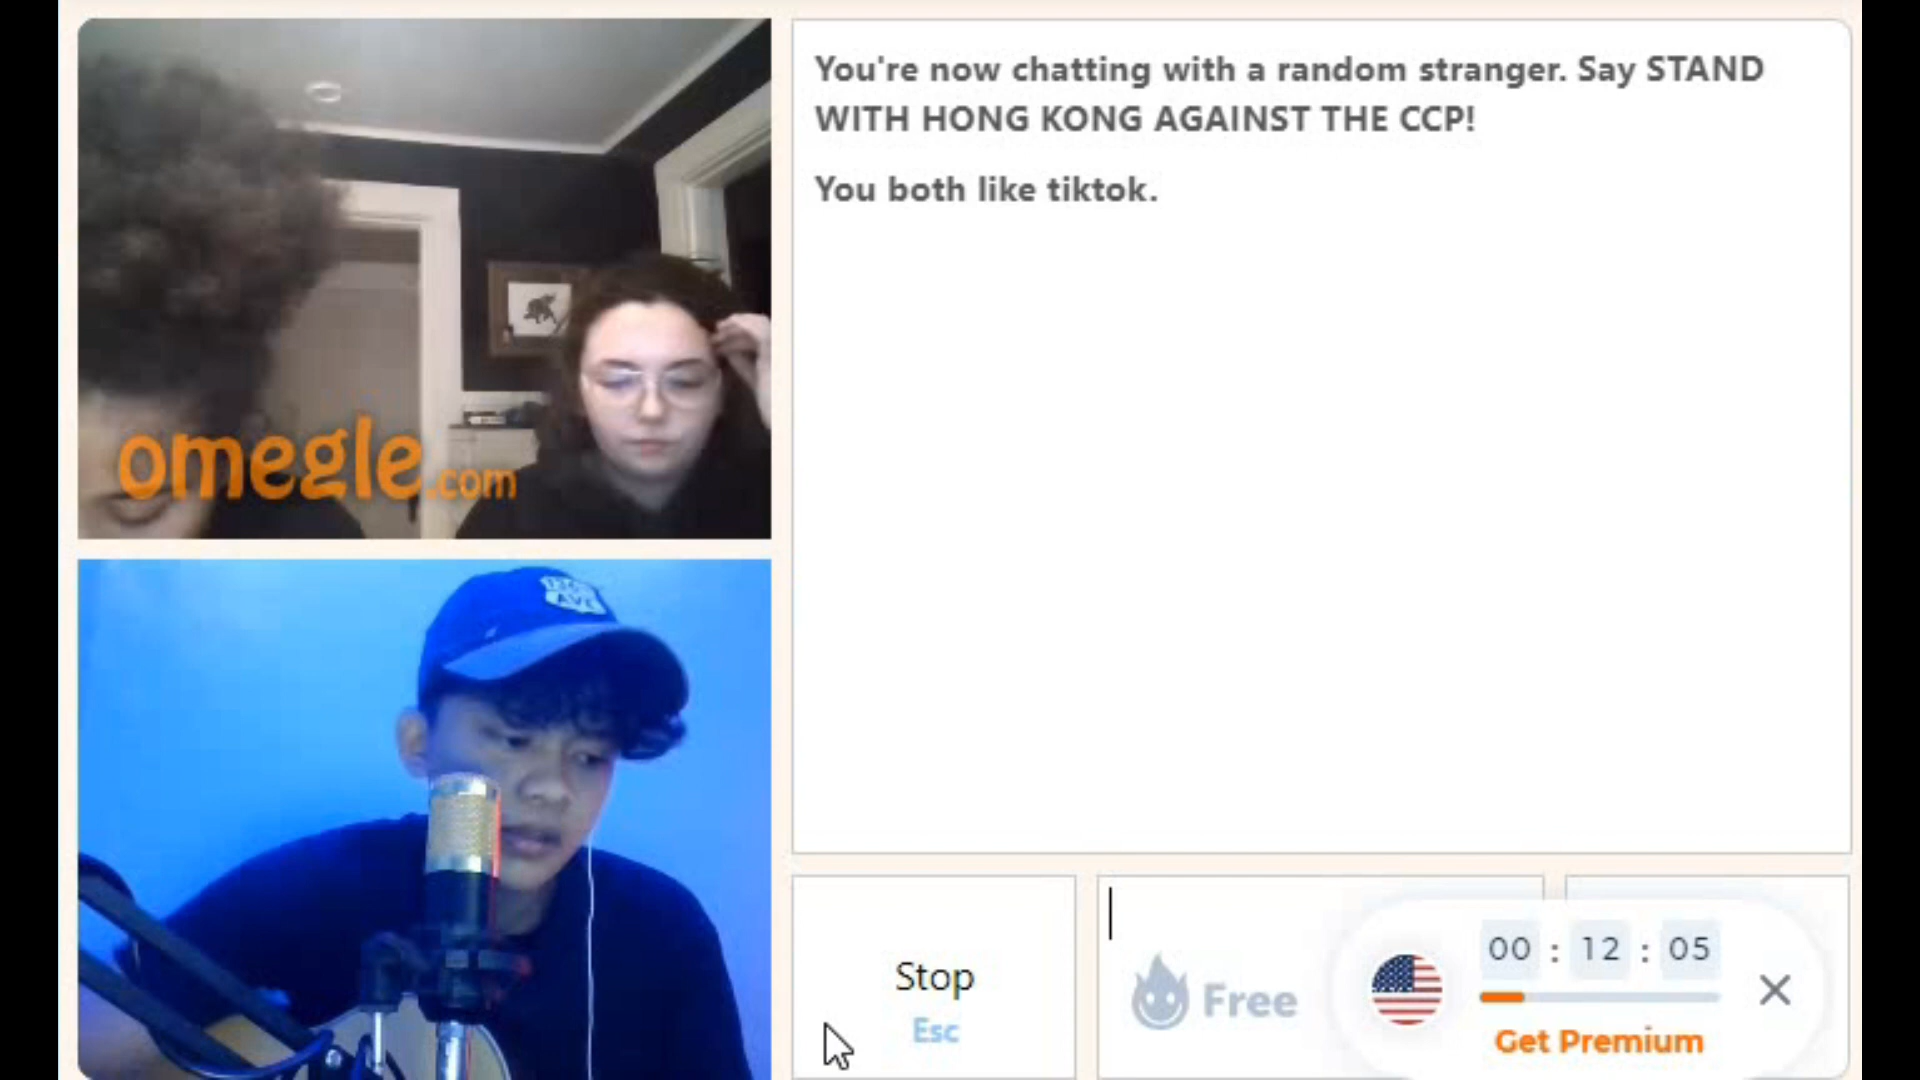 You're now chatting with a random stranger. Say STAND
WITH HONG KONG AGAINST THE CCP!
You both like tiktok.
omegle.com
AVE
Stop
Esc
Free
00 : 12 : 05
Get Premium